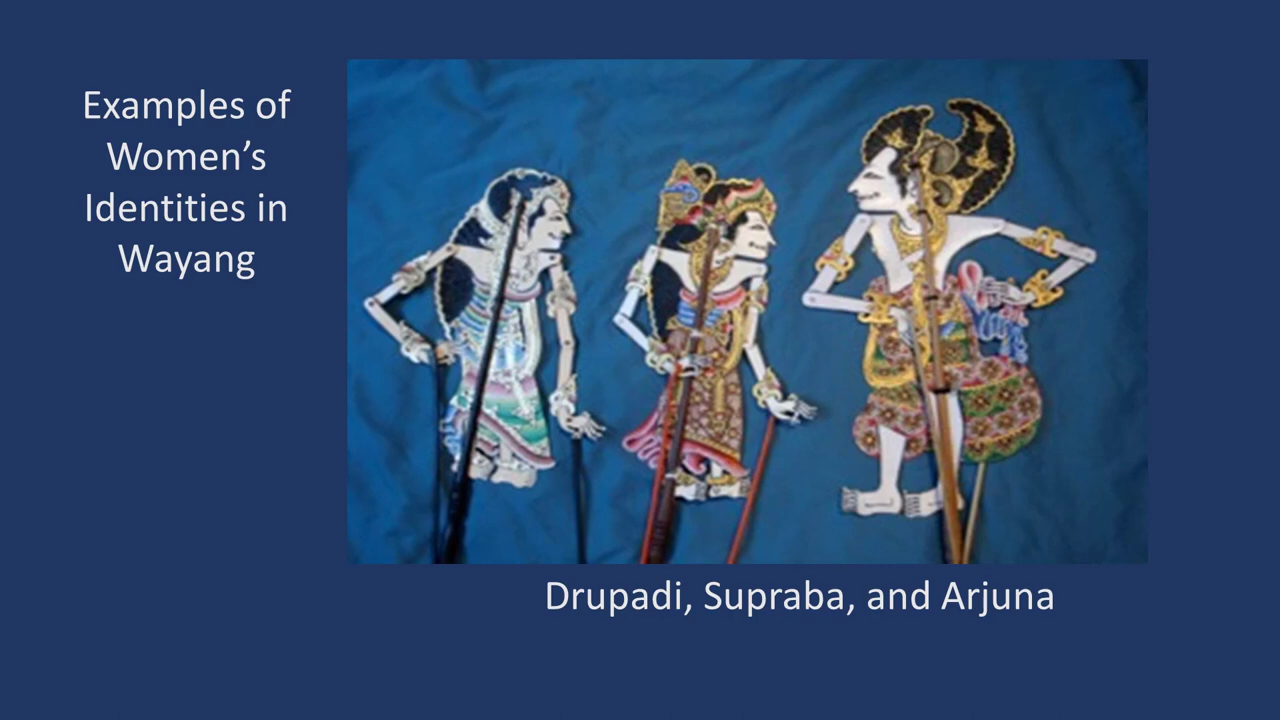 Examples of
Women’s
Identities in
Wayang
Drupadi, Supraba, and Arjuna